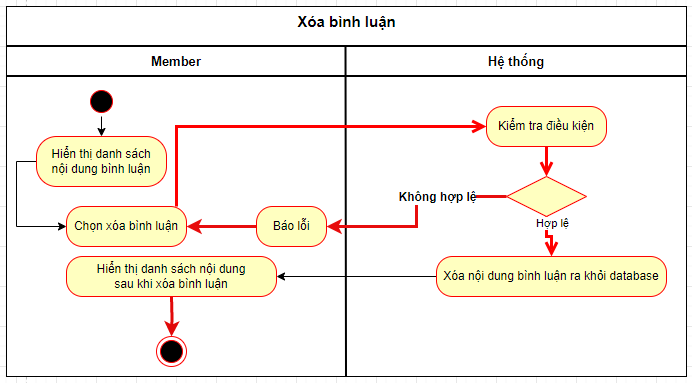 Xóa bình luận
Member
Hệ thống
Hiển thị danh sách
nội dung bình luận
Kiểm tra điều kiện
Không hợp lệ
Hợp lệ
Chọn xóa bình luận
Báo lỗi
Hiển thị danh sách nội dung
sau khi xóa bình luận
Xóa nội dung bình luận ra khỏi database